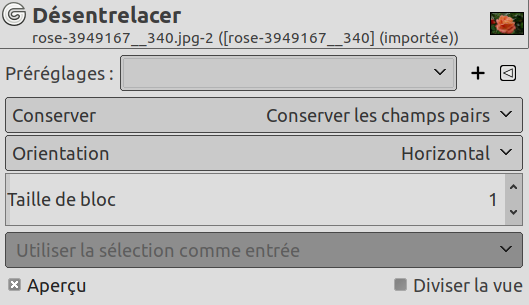 Désentrelacer
rose-3949167__340.jpg-2 ([rose-3949167__340] (importée))
Préréglages :
Conserver Conserver les champs pairs
Orientation Horizontal
Taille de bloc 1
Utiliser la sélection comme entrée
Aperçu Diviser la vue